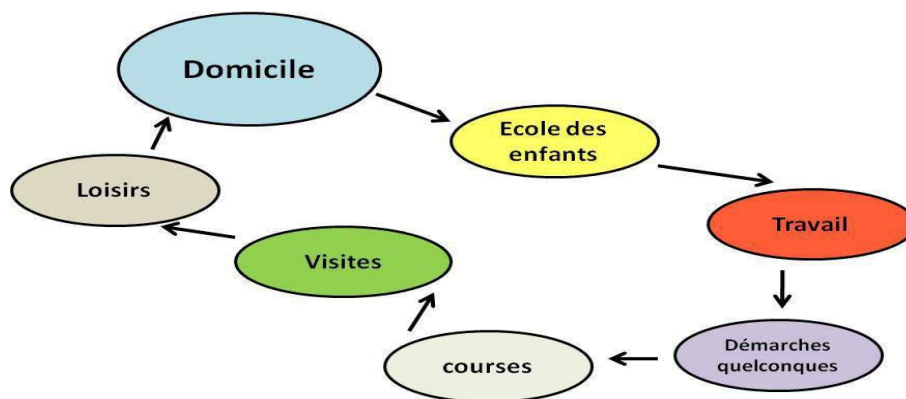 Domicile
Ecole des
enfants
Travail
Démarches
quelconques
courses
Visites
Loisirs